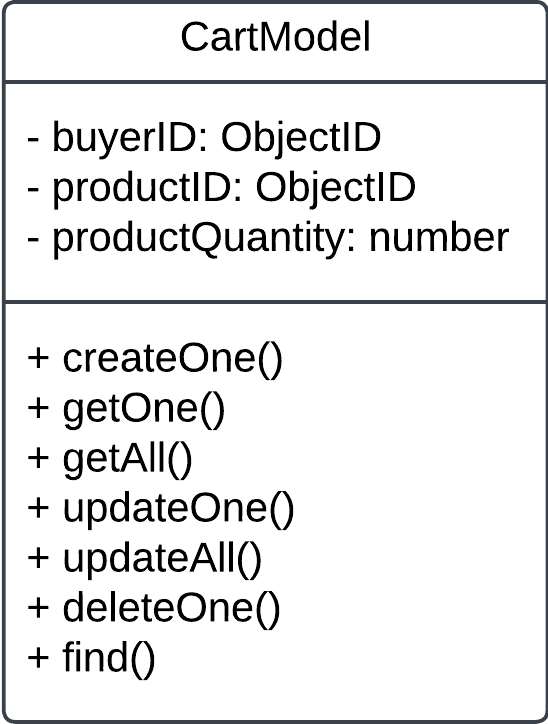 CartModel
- buyerID: ObjectID
- productID: ObjectID
- productQuantity: number
+ createOne()
+ getOne()
+ getAll()
+ updateOne()
+ updateAll()
+ deleteOne()
+ find()